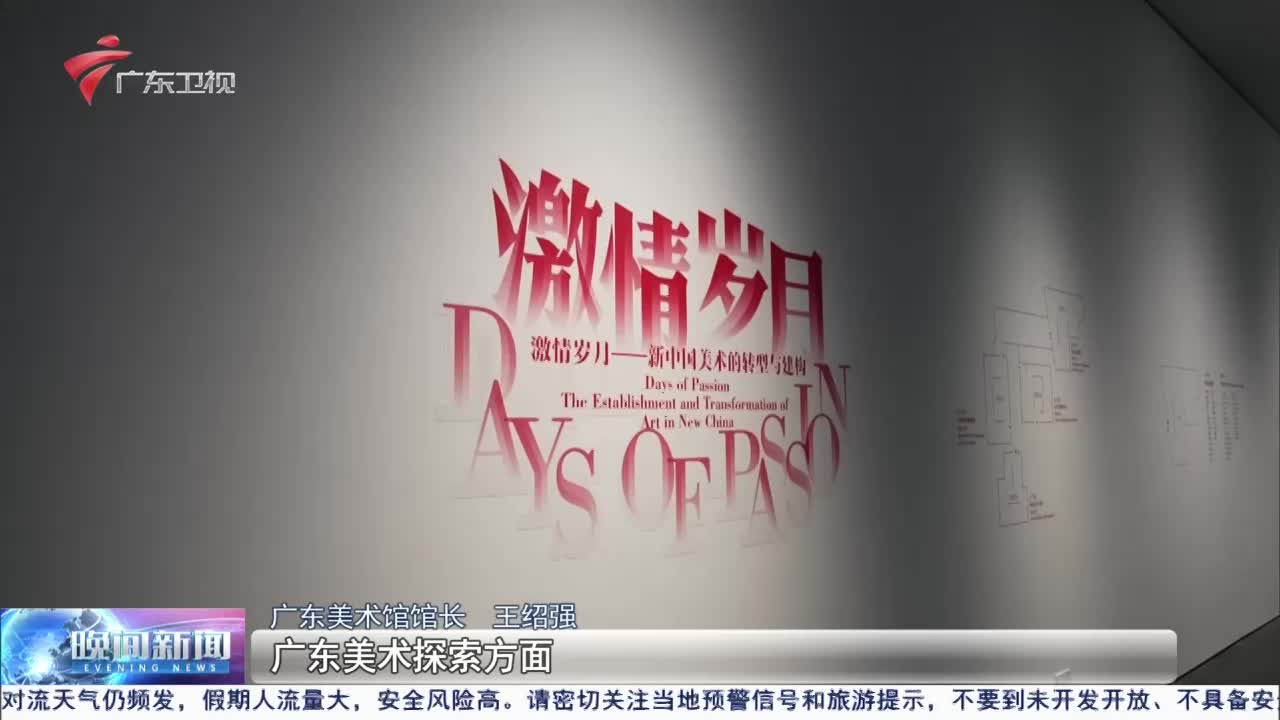 广东卫视
激情岁月
激情岁月——新中国美术的转型与建构
Days of Passion
The Establishment and Transformation of
Art in New China
DAYS OF PASSION
广东美术馆馆长 王绍强
广东美术探索方面
晚间新闻
EVENING NEWS
对流天气仍频发，假期人流量大，安全风险高。请密切关注当地预警信号和旅游提示，不要到未开发开放、不具备安